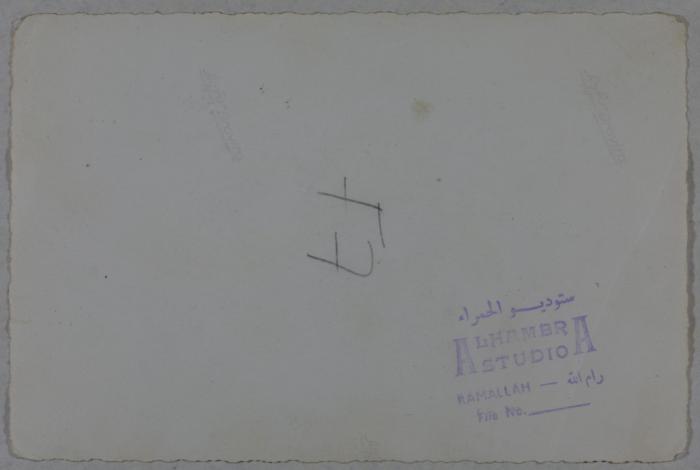 ستوديو الحمراء
ALHAMBRA
STUDIO
RAMALLAH — رام الله
File No.